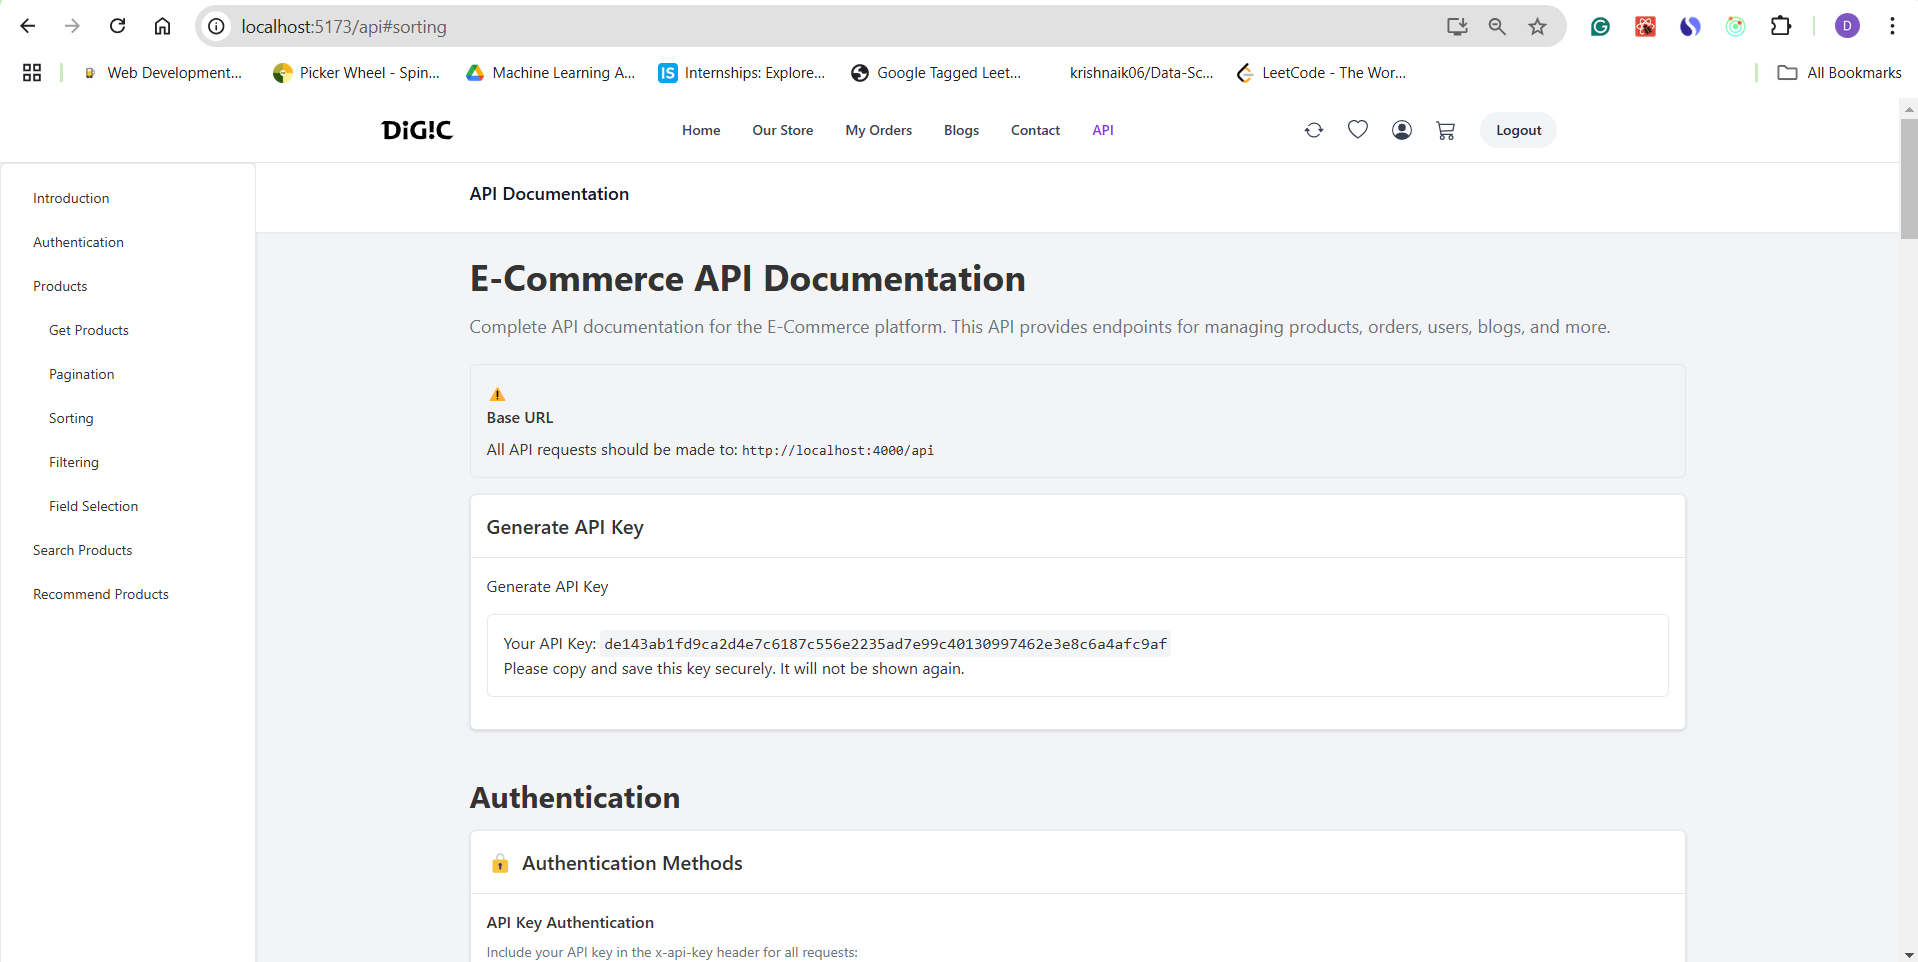 localhost:5173/api#sorting
D
Web Development...
Picker Wheel - Spin...
Machine Learning A...
IS
Internships: Explore...
Google Tagged Leet...
krishnaik06/Data-Sc...
LeetCode - The Wor...
All Bookmarks
DiG!C
Home
Our Store
My Orders
Blogs
Contact
API
Logout
Introduction
Authentication
Products
Get Products
Pagination
Sorting
Filtering
Field Selection
Search Products
Recommend Products
API Documentation
E-Commerce API Documentation
Complete API documentation for the E-Commerce platform. This API provides endpoints for managing products, orders, users, blogs, and more.
Base URL
All API requests should be made to: http://localhost:4000/api
Generate API Key
Generate API Key
Your API Key: de143ab1fd9ca2d4e7c6187c556e2235ad7e99c40130997462e3e8c6a4afc9af
Please copy and save this key securely. It will not be shown again.
Authentication
Authentication Methods
API Key Authentication
Include your API key in the x-api-key header for all requests: